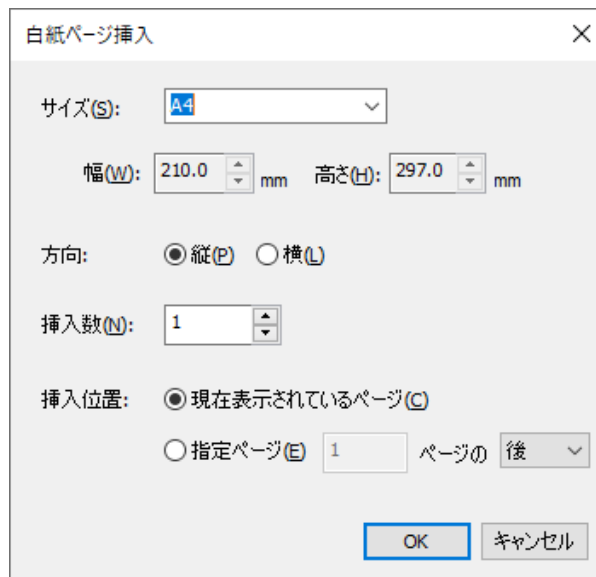 白紙ページ挿入
サイズ(S): A4
幅(W): 210.0 mm 高さ(H): 297.0 mm
方向: 縦(P) 横(L)
挿入数(N): 1
挿入位置: 現在表示されているページ(C)
指定ページ(E) 1 ページの 後
OK キャンセル